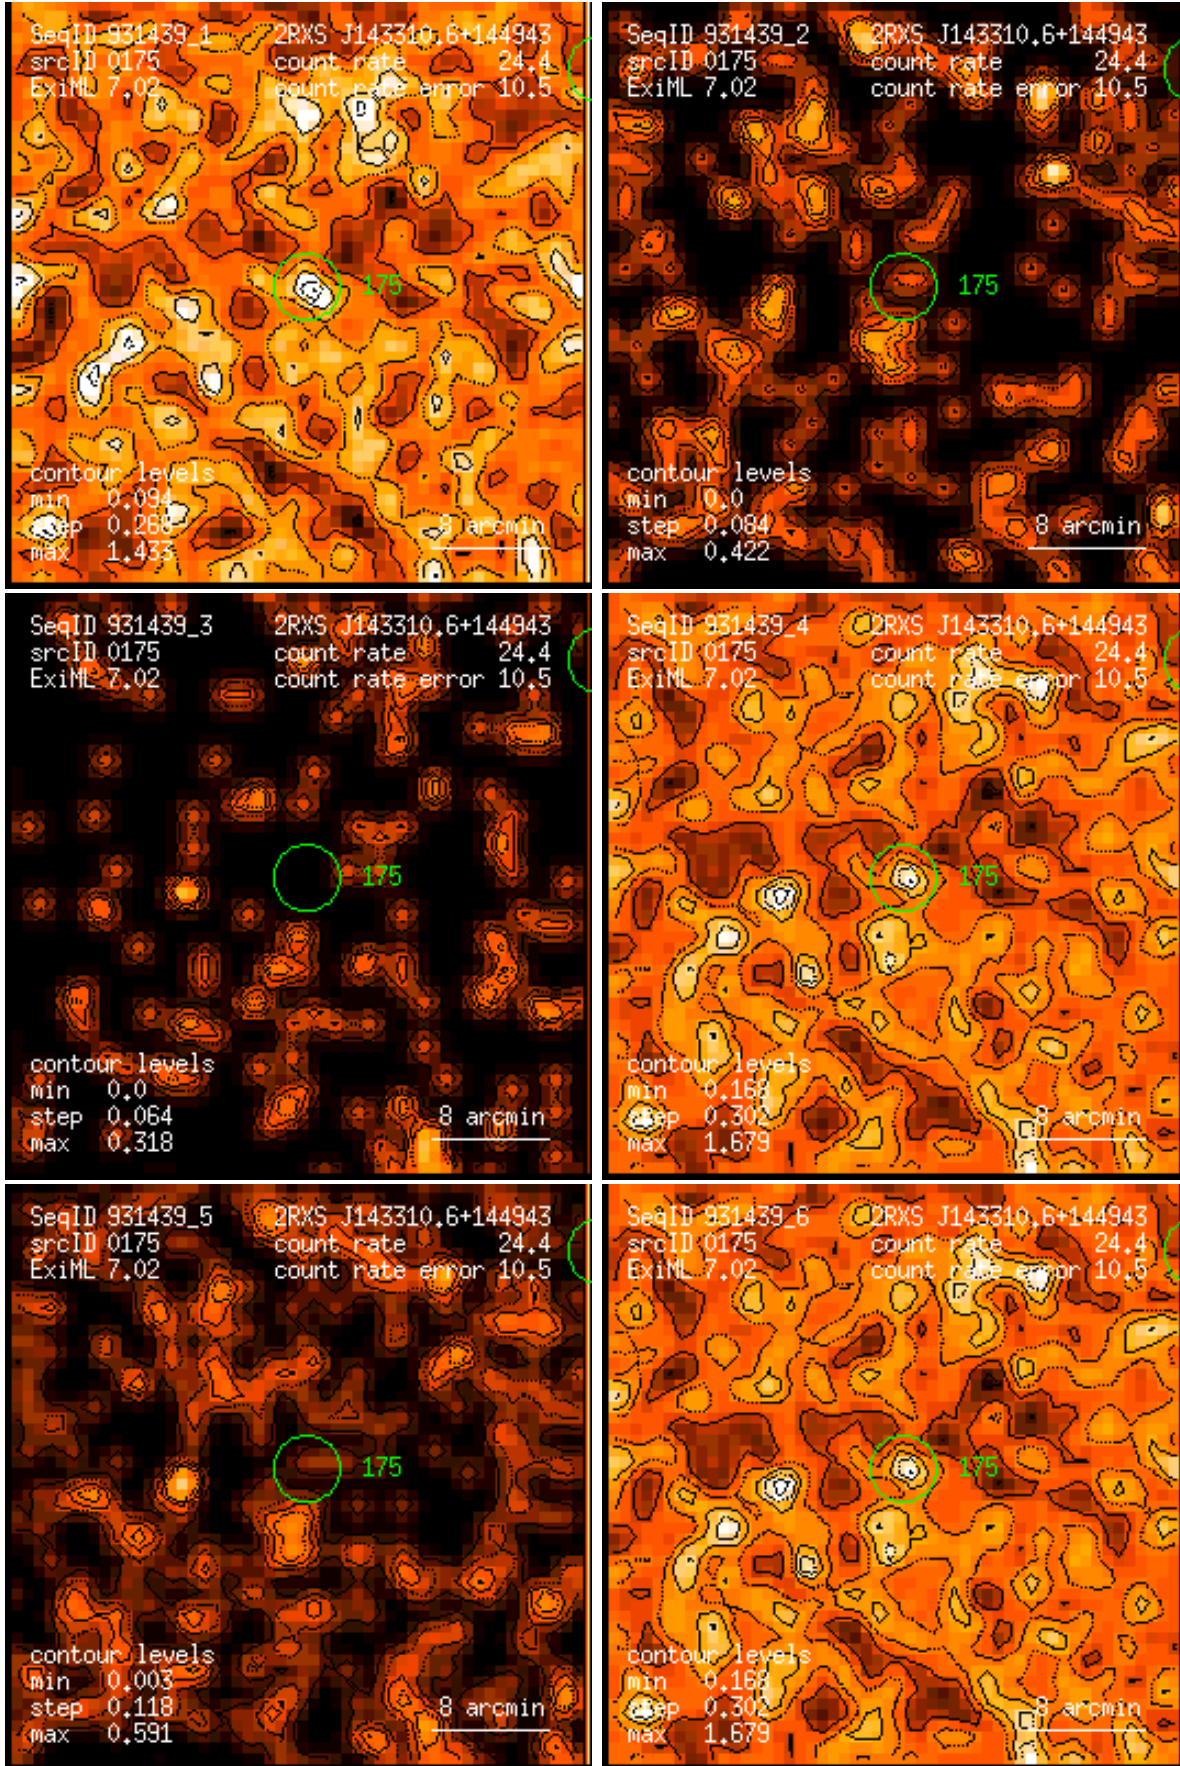 SeqID 931439_1 2RXS J143310.6+144943
srcID 0175 count rate 24.4
ExiML 7.02 count rate error 10.5
175
contour levels
min 0.094
step 0.268
max 1.433
8 arcmin
SeqID 931439_2 2RXS J143310.6+144943
srcID 0175 count rate 24.4
ExiML 7.02 count rate error 10.5
175
contour levels
min 0.0
step 0.084
max 0.422
8 arcmin
SeqID 931439_3 2RXS J143310.6+144943
srcID 0175 count rate 24.4
ExiML 7.02 count rate error 10.5
175
contour levels
min 0.0
step 0.064
max 0.318
8 arcmin
SeqID 931439_4 2RXS J143310.6+144943
srcID 0175 count rate 24.4
ExiML 7.02 count rate error 10.5
175
contour levels
min 0.168
step 0.302
max 1.679
8 arcmin
SeqID 931439_5 2RXS J143310.6+144943
srcID 0175 count rate 24.4
ExiML 7.02 count rate error 10.5
175
contour levels
min 0.003
step 0.118
max 0.591
8 arcmin
SeqID 931439_6 2RXS J143310.6+144943
srcID 0175 count rate 24.4
ExiML 7.02 count rate error 10.5
175
contour levels
min 0.168
step 0.302
max 1.679
8 arcmin